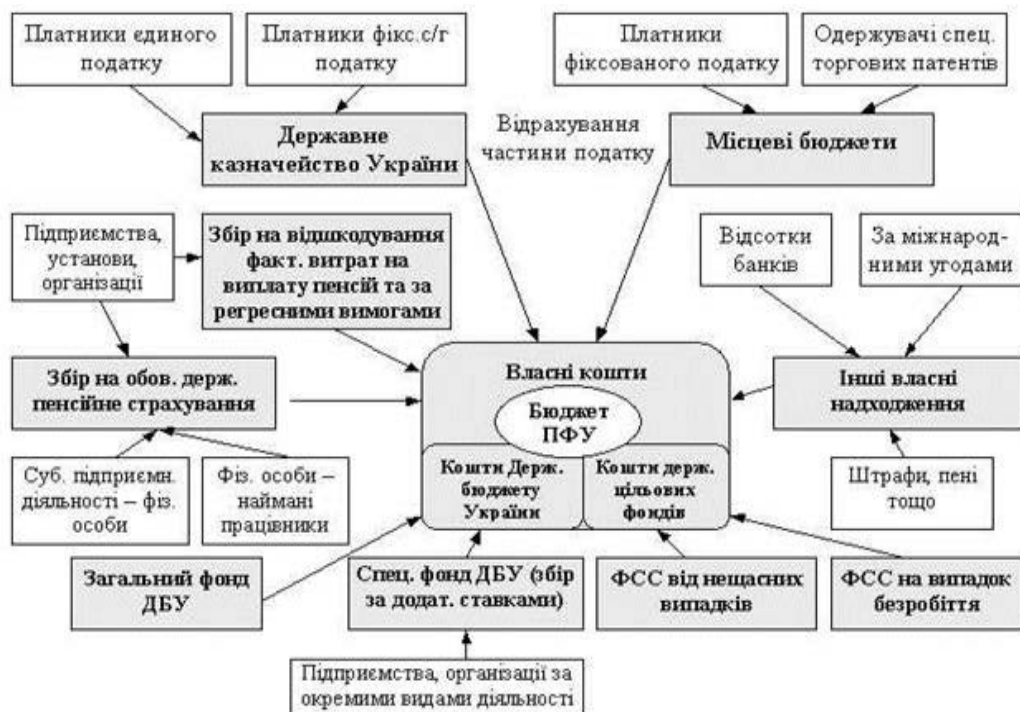 Платники єдиного
податку
Платники фікс.с/г
податку
Платники
фіксованого податку
Одержувачі спец.
торгових патентів
Державне
казначейство України
Відрахування
частини податку
Місцеві бюджети
Підприємства,
установи,
організації
Збір на відшкодування
факт. витрат на
виплату пенсій та за
регресними вимогами
Відсотки
банків
За міжнарод-
ними угодами
Збір на обов. держ.
пенсійне страхування
Власні кошти
Інші власні
надходження
Бюджет
ПФУ
Суб. підприємн.
діяльності – фіз.
особи
Фіз. особи –
наймані
працівники
Кошти Держ.
бюджету
України
Кошти держ.
цільових
фондів
Штрафи, пені
тощо
Загальний фонд
ДБУ
Спец. фонд ДБУ (збір
за додат. ставками)
ФСС від нещасних
випадків
ФСС на випадок
безробіття
Підприємства, організації за
окремими видами діяльності